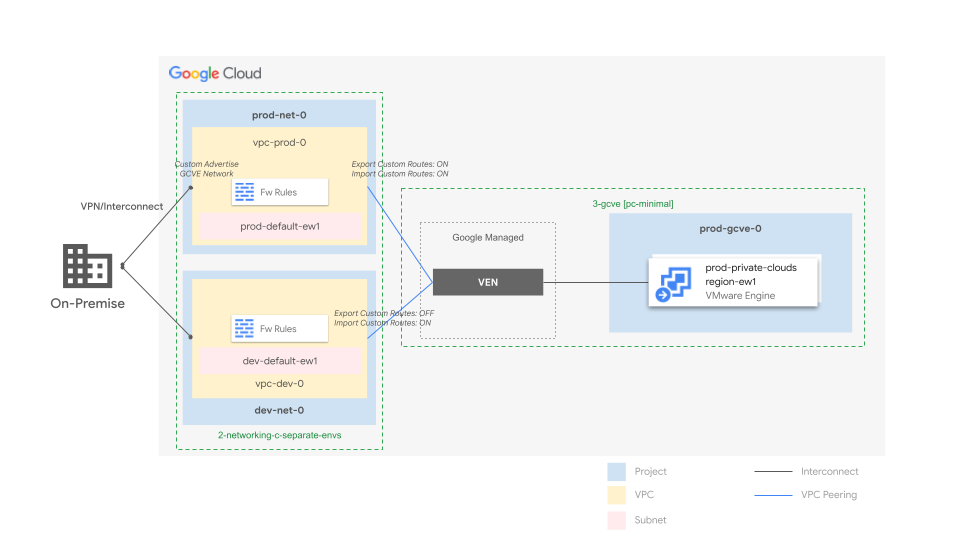 Google Cloud
prod-net-0
vpc-prod-0
Custom Advertise
GCVE Network
Export Custom Routes: ON
Import Custom Routes: ON
Fw Rules
VPN/Interconnect
prod-default-ew1
3-gcve [pc-minimal]
prod-gcve-0
Google Managed
prod-private-clouds
region-ew1
VMware Engine
VEN
On-Premise
Export Custom Routes: OFF
Import Custom Routes: ON
Fw Rules
dev-default-ew1
vpc-dev-0
dev-net-0
2-networking-c-separate-envs
Project
Interconnect
VPC
VPC Peering
Subnet